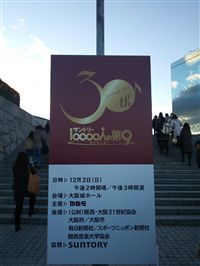 30th
サントリー
10000人の第9
日時▷12月2日(日)
午後2時開場/午後3時開演
会場▷大阪城ホール
主催▷MBS
後援▷(公財)関西・大阪21世紀協会
大阪府/大阪市
毎日新聞社/スポーツニッポン新聞社
関西音楽大学協会
協賛▷SUNTORY